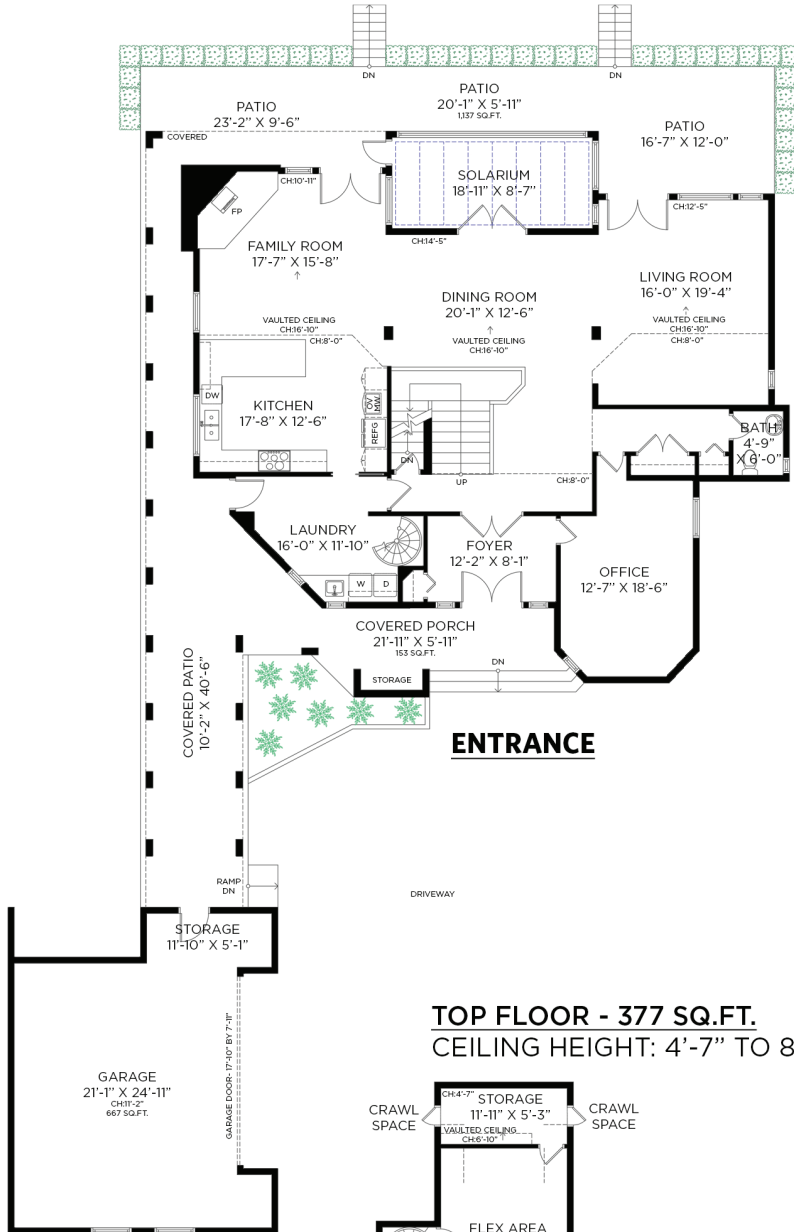 DN
DN
PATIO
20'-1" X 5'-11"
1,137 SQ.FT.
PATIO
23'-2" X 9'-6"
PATIO
16'-7" X 12'-0"
COVERED
SOLARIUM
18'-11" X 8'-7"
CH:10'-11"
FP
CH:12'-5"
CH:14'-5"
FAMILY ROOM
17'-7" X 15'-8"
LIVING ROOM
16'-0" X 19'-4"
DINING ROOM
20'-1" X 12'-6"
VAULTED CEILING
CH:16'-10"
CH:8'-0"
VAULTED CEILING
CH:16'-10"
VAULTED CEILING
CH:16'-10"
CH:8'-0"
DW
KITCHEN
17'-8" X 12'-6"
OV
MW
REFG
BATH
4'-9"
X 6'-0"
DN
UP
CH:8'-0"
LAUNDRY
16'-0" X 11'-10"
FOYER
12'-2" X 8'-1"
OFFICE
12'-7" X 18'-6"
W
D
COVERED PORCH
21'-11" X 5'-11"
153 SQ.FT.
DN
STORAGE
COVERED PATIO
10'-2" X 40'-6"
ENTRANCE
RAMP
DN
DRIVEWAY
STORAGE
11'-10" X 5'-1"
GARAGE DOOR- 17'-10" BY 7'-11"
GARAGE
21'-1" X 24'-11"
CH:11'-2"
667 SQ.FT.
TOP FLOOR - 377 SQ.FT.
CEILING HEIGHT: 4'-7" TO 8
CH:4'-7"
STORAGE
11'-11" X 5'-3"
CRAWL
SPACE
CRAWL
SPACE
VAULTED CEILING
CH:6'-10"
FLEX AREA